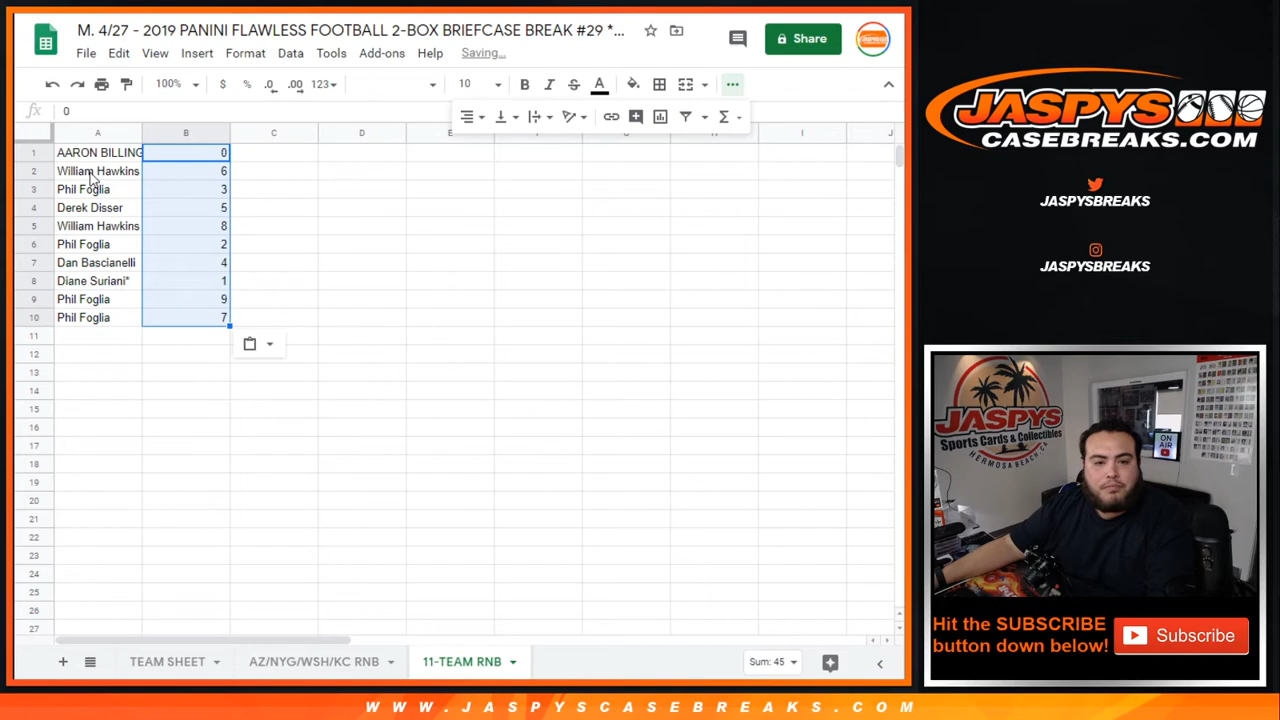 M. 4/27 - 2019 PANINI FLAWLESS FOOTBALL 2-BOX BRIEFCASE BREAK #29 *...
Share
File Edit View Insert Format Data Tools Add-ons Help Saving...
100% $ % .0 .00 123 10 B I S A
fx 0
A B C D H I
1 AARON BILLING 0
2 William Hawkins 6
3 Phil Foglia 3
4 Derek Disser 5
5 William Hawkins 8
6 Phil Foglia 2
7 Dan Bascianelli 4
8 Diane Suriani* 1
9 Phil Foglia 9
10 Phil Foglia 7
11
12
13
14
15
16
17
18
19
20
21
22
23
24
25
26
27
TEAM SHEET AZ/NYG/WSH/KC RNB 11-TEAM RNB Sum: 45
JASPYS
CASEBREAKS.COM
JASPYSBREAKS
JASPYSBREAKS
JASPYS
Sports Cards & Collectibles
HERMOSA BEACH, CA
ON AIR
Hit the SUBSCRIBE
button down below!
Subscribe
WWW.JASPYSCASEBREAKS.COM